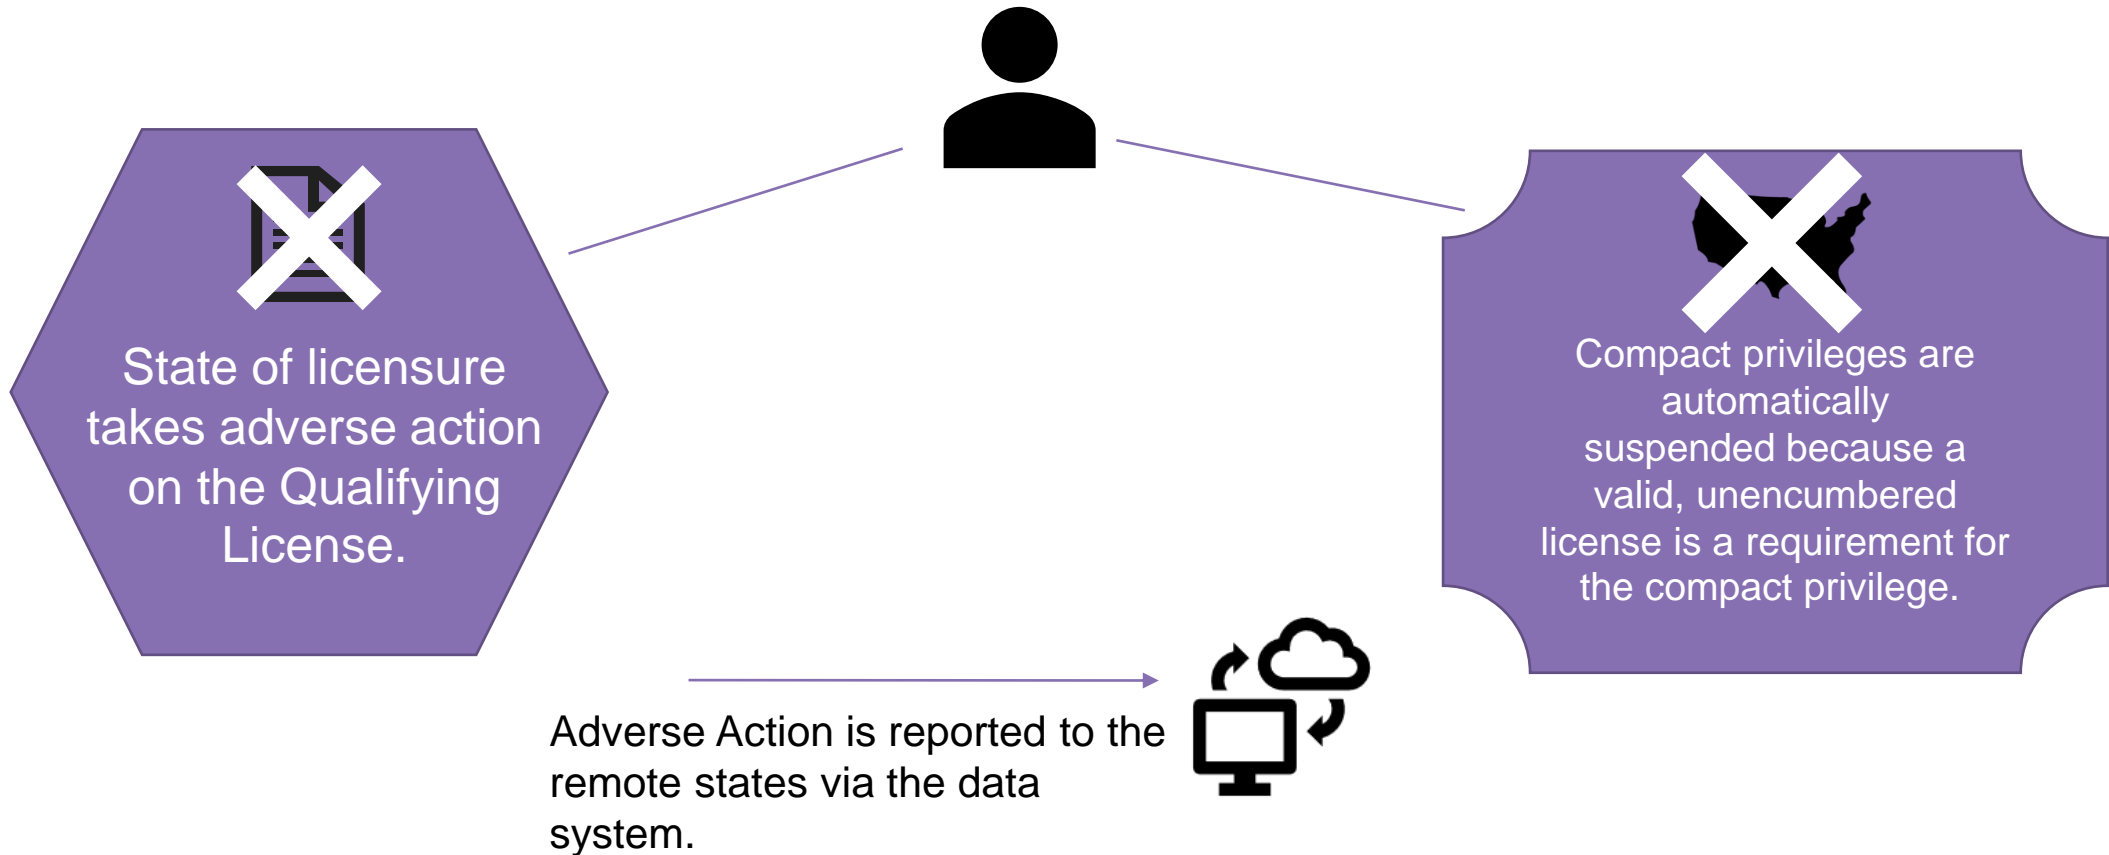 State of licensure
takes adverse action
on the Qualifying
License.
Compact privileges are
automatically
suspended because a
valid, unencumbered
license is a requirement for
the compact privilege.
Adverse Action is reported to the
remote states via the data
system.